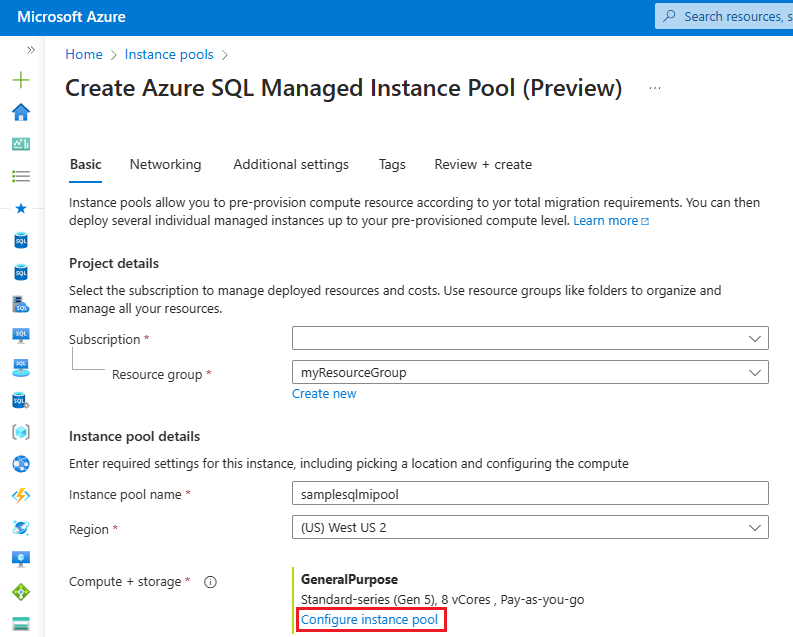 Microsoft Azure
Search resources, s
Home > Instance pools >
Create Azure SQL Managed Instance Pool (Preview) ...
Basic Networking Additional settings Tags Review + create
Instance pools allow you to pre-provision compute resource according to yor total migration requirements. You can then
deploy several individual managed instances up to your pre-provisioned compute level. Learn more
Project details
Select the subscription to manage deployed resources and costs. Use resource groups like folders to organize and
manage all your resources.
Subscription *
Resource group * myResourceGroup
Create new
Instance pool details
Enter required settings for this instance, including picking a location and configuring the compute
Instance pool name * samplesqlmipool
Region * (US) West US 2
Compute + storage * GeneralPurpose
Standard-series (Gen 5), 8 vCores , Pay-as-you-go
Configure instance pool
SQL
SQL
SQL
SQL
SQL
SQL